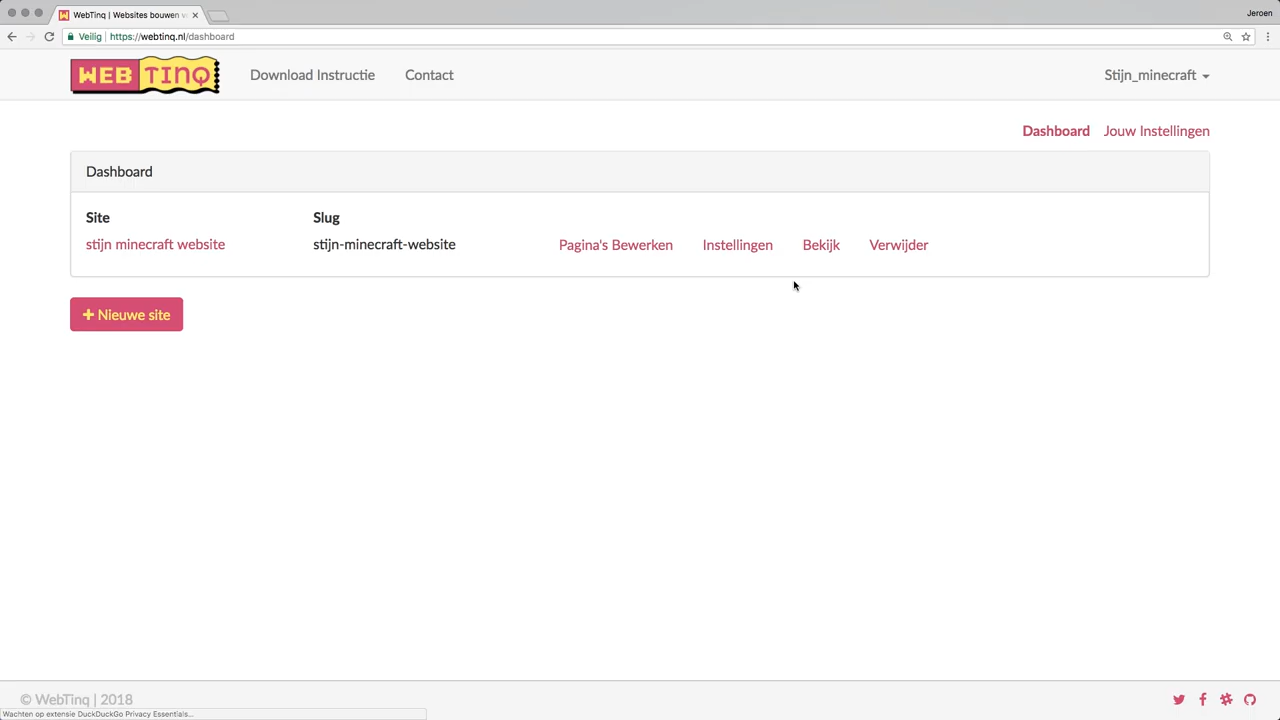 WebTinq | Websites bouwen w
Jeroen
Veilig | https://webtinq.nl/dashboard
WEB TINQ Download Instructie Contact Stijn_minecraft
Dashboard Jouw Instellingen
Dashboard
Site Slug
stijn minecraft website stijn-minecraft-website Pagina's Bewerken Instellingen Bekijk Verwijder
+ Nieuwe site
© WebTinq | 2018
Wachten op extensie DuckDuckGo Privacy Essentials...